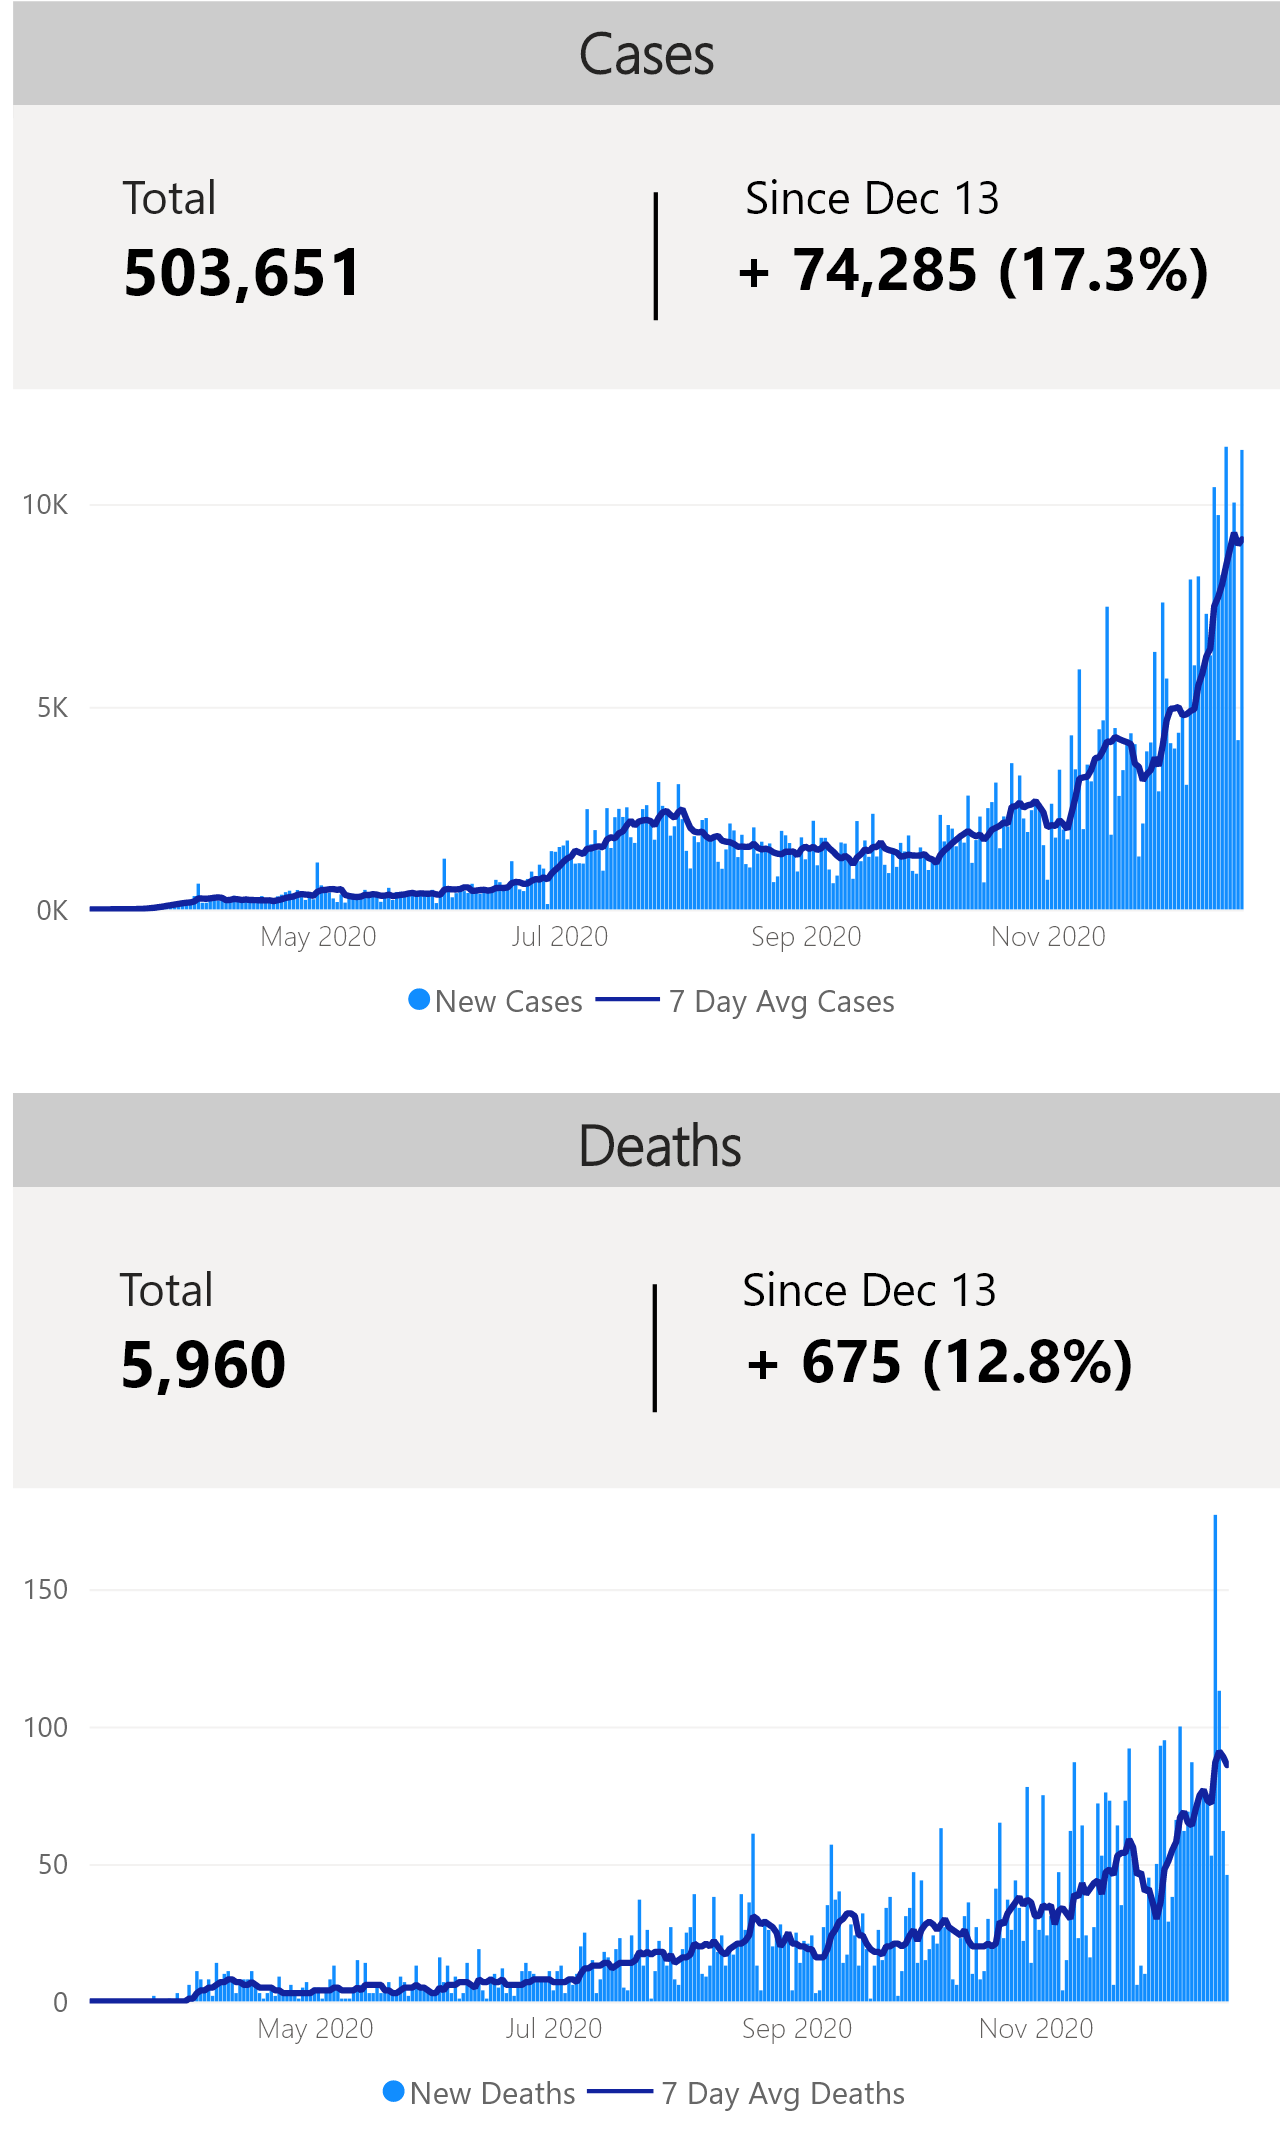 Cases
Total
Since Dec 13
503,651
+ 74,285 (17.3%)
10K
5K
0K
May 2020
Jul 2020
Sep 2020
Nov 2020
New Cases
7 Day Avg Cases
Deaths
Total
Since Dec 13
5,960
+ 675 (12.8%)
150
100
50
0
May 2020
Jul 2020
Sep 2020
Nov 2020
New Deaths
7 Day Avg Deaths